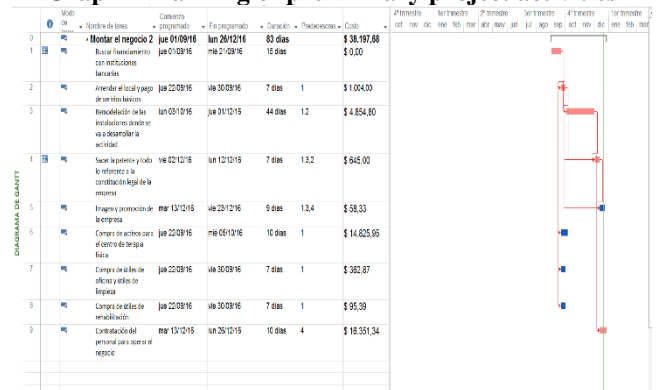 4º trimestre 1er trimestre 2º trimestre 3er trimestre 4º trimestre 1er trimestre
Modo de Nombre de tarea Comienzo programado Fin programado Duración Predecesoras Costo oct nov dic ene feb mar abr may jun jul ago sep oct nov dic ene feb mar
0 Montar el negocio 2 jue 01/09/16 lun 26/12/16 83 días $ 38.197,68
1 Buscar financiamiento jue 01/09/16 mié 21/09/16 15 días $ 0,00
con instituciones
bancarias
2 Arrendar el local y pago jue 22/09/16 vie 30/09/16 7 días 1 $ 1.004,00
de servicios básicos
3 Remodelación de las lun 03/10/16 jue 01/12/16 44 días 1.2 $ 4.854,80
instalaciones donde se
va a desarrollar la
actividad
4 Sacar la patente y todo vie 02/12/16 lun 12/12/16 7 días 1.3,2 $ 645,00
lo referente a la
constitución legal de la
empresa
5 Imagen y promoción de mar 13/12/16 vie 23/12/16 9 días 1.3,4 $ 58,33
la empresa
6 Compra de activos para jue 22/09/16 mié 05/10/16 10 días 1 $ 14.825,95
el centro de terapia
física
7 Compra de útiles de jue 22/09/16 vie 30/09/16 7 días 1 $ 362,87
oficina y útiles de
limpieza
8 Compra de útiles de jue 22/09/16 vie 30/09/16 7 días 1 $ 95,39
rehabilitación
9 Contratación del mar 13/12/16 lun 26/12/16 10 días 4 $ 16.351,34
personal para operar el
negocio
DIAGRAMA DE GANTT